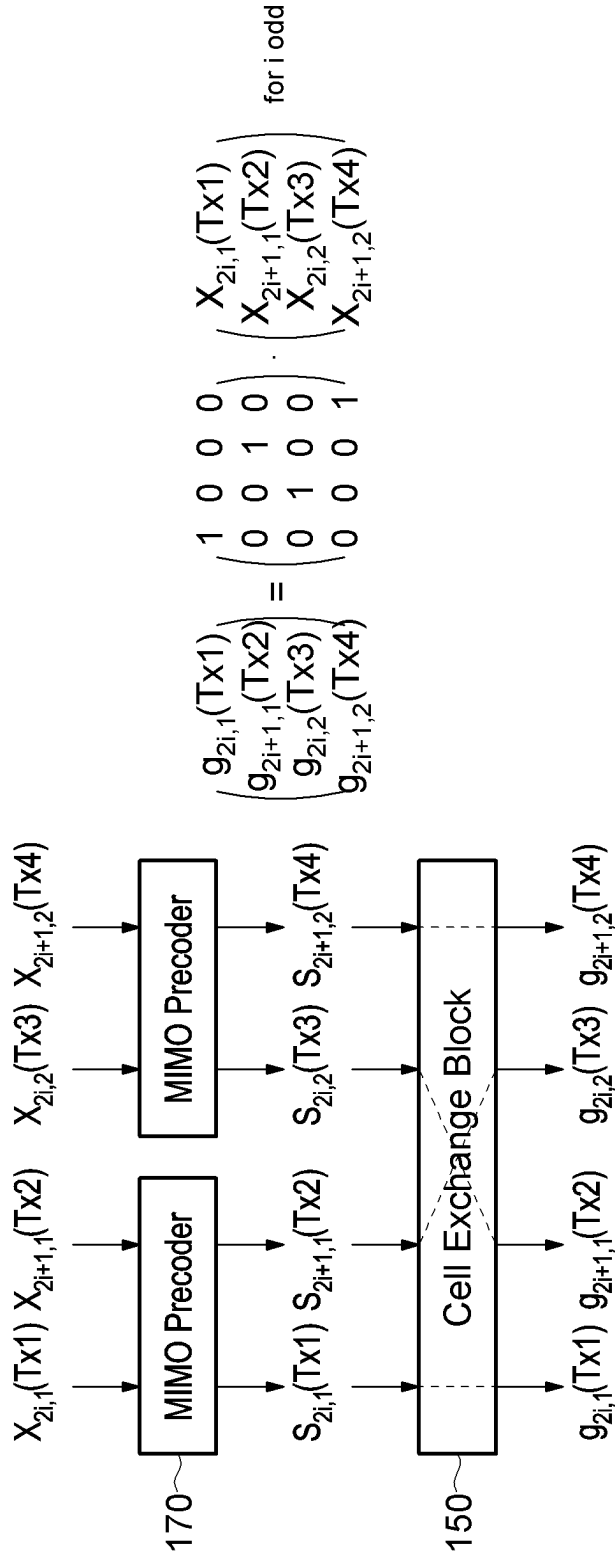 X2i,1(Tx1) X2i+1,1(Tx2) X2i,2(Tx3) X2i+1,2(Tx4)
170 MIMO Precoder MIMO Precoder
S2i,1(Tx1) S2i+1,1(Tx2) S2i,2(Tx3) S2i+1,2(Tx4)
150 Cell Exchange Block
g2i,1(Tx1) g2i+1,1(Tx2) g2i,2(Tx3) g2i+1,2(Tx4)
g2i,1(Tx1) 1 0 0 0 X2i,1(Tx1)
g2i+1,1(Tx2) = 0 0 1 0 · X2i+1,1(Tx2) for i odd
g2i,2(Tx3) 0 1 0 0 X2i,2(Tx3)
g2i+1,2(Tx4) 0 0 0 1 X2i+1,2(Tx4)